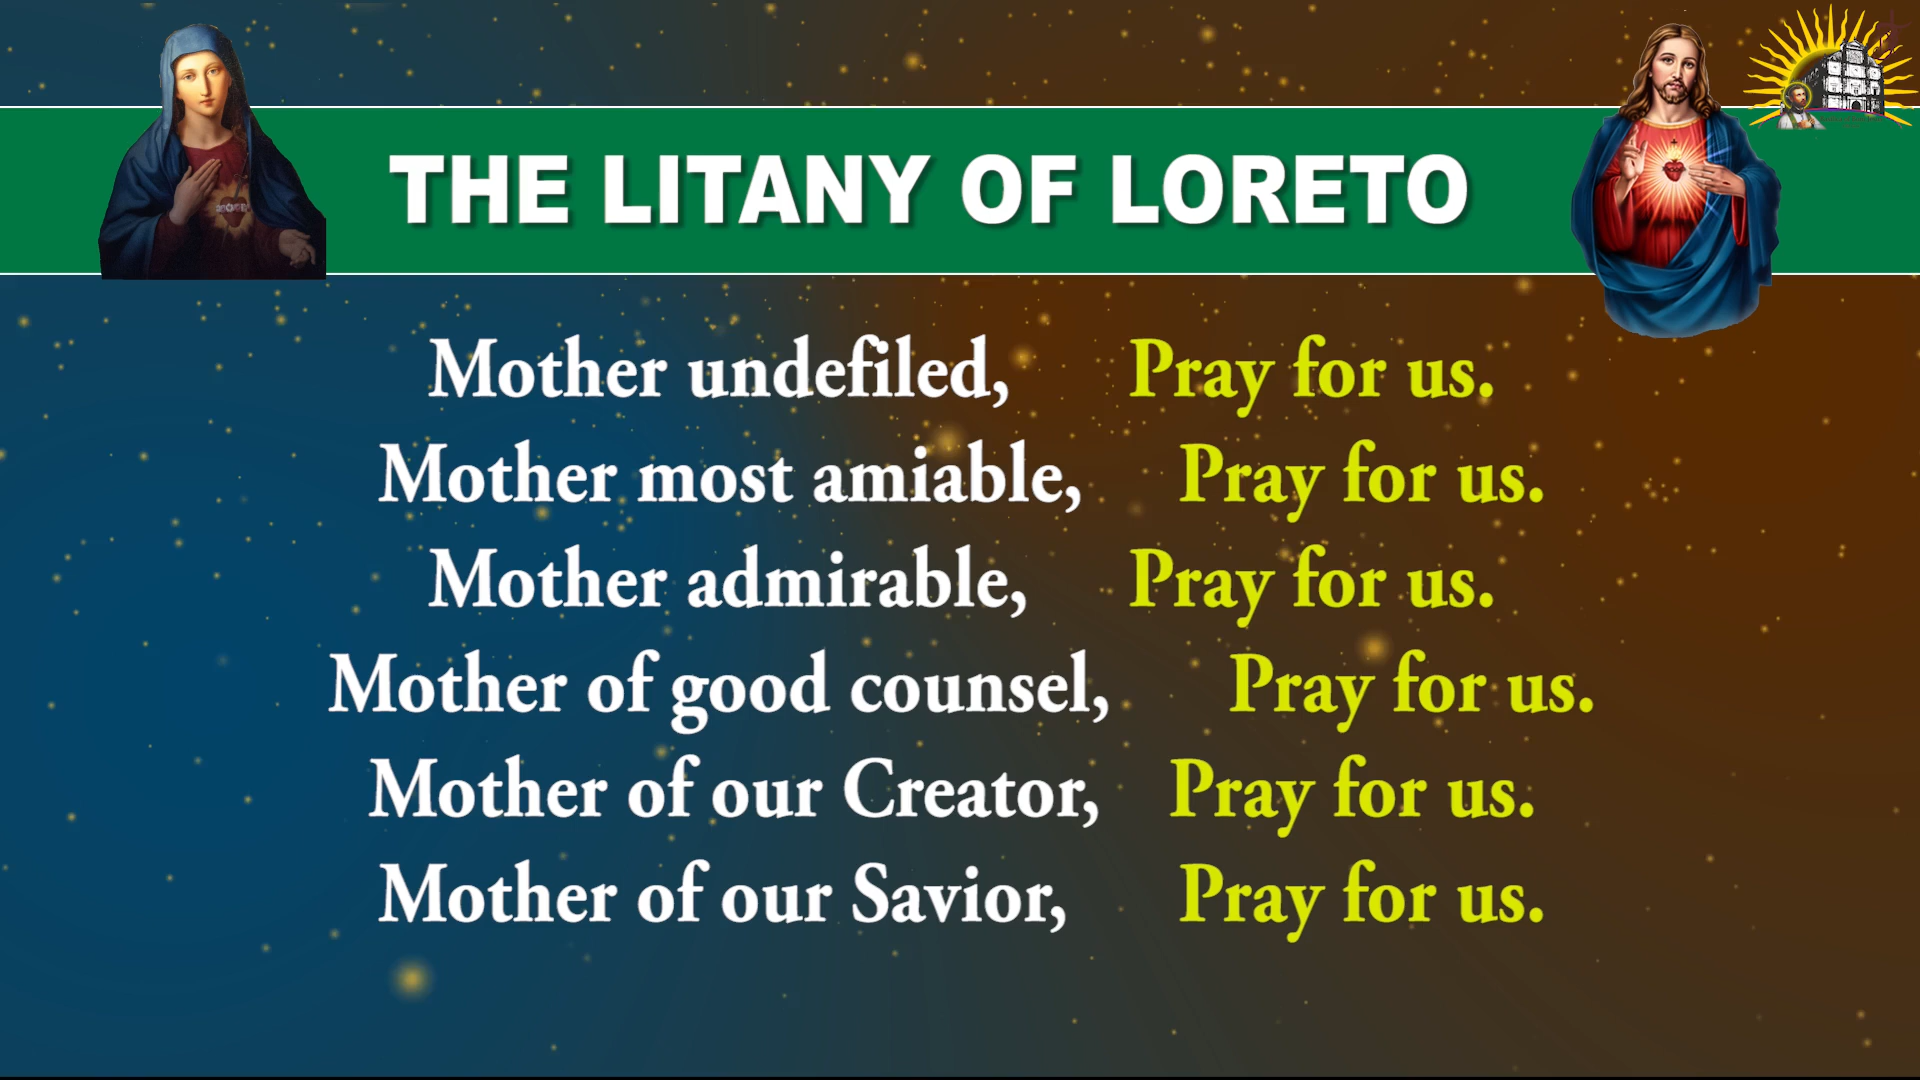 THE LITANY OF LORETO
Mother undefiled, Pray for us.
Mother most amiable, Pray for us.
Mother admirable, Pray for us.
Mother of good counsel, Pray for us.
Mother of our Creator, Pray for us.
Mother of our Savior, Pray for us.